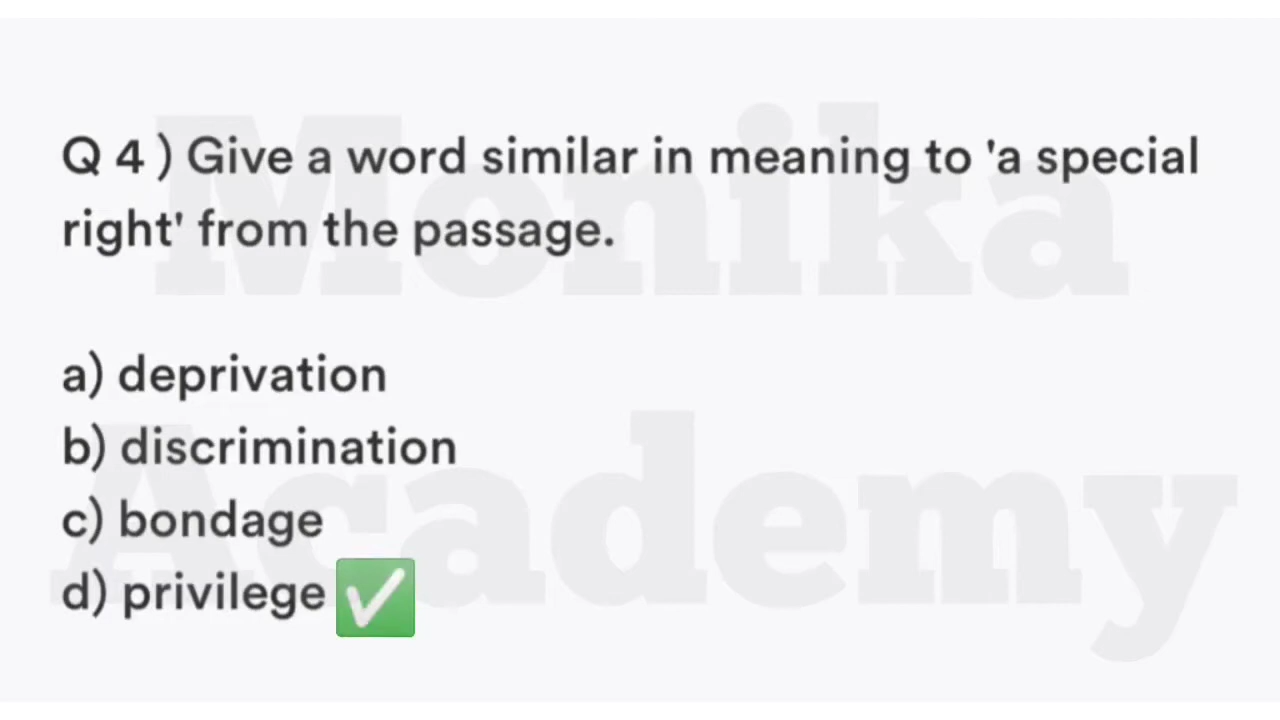 Q 4 ) Give a word similar in meaning to 'a special
right' from the passage.
a) deprivation
b) discrimination
c) bondage
d) privilege ✅
Monika
Academy